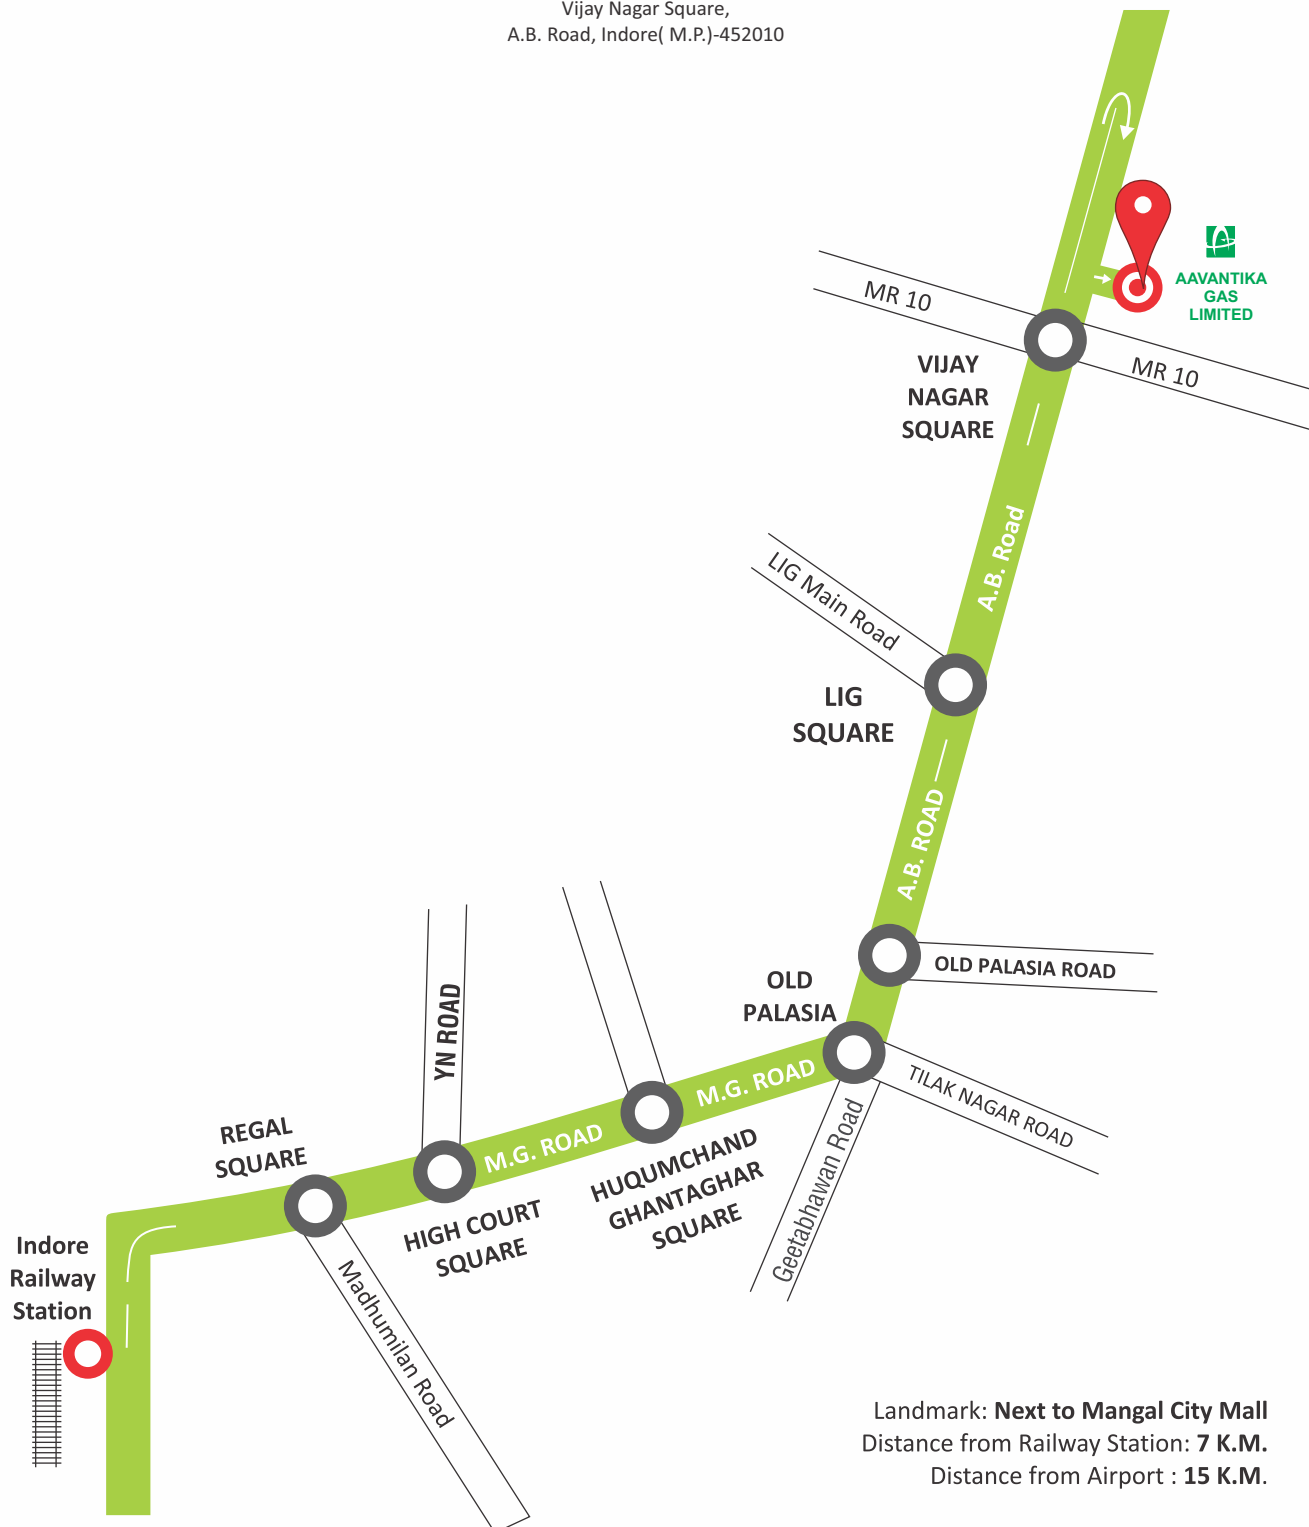 Vijay Nagar Square,
A.B. Road, Indore( M.P.)-452010
AAVANTIKA
GAS
LIMITED
MR 10
MR 10
VIJAY
NAGAR
SQUARE
A.B. Road
LIG Main Road
LIG
SQUARE
A.B. ROAD
OLD PALASIA ROAD
OLD
PALASIA
YN ROAD
M.G. ROAD
TILAK NAGAR ROAD
Geetabhawan Road
M.G. ROAD
REGAL
SQUARE
HUQUMCHAND
GHANTAGHAR
SQUARE
HIGH COURT
SQUARE
Madhumilan Road
Indore
Railway
Station
Landmark: Next to Mangal City Mall
Distance from Railway Station: 7 K.M.
Distance from Airport : 15 K.M.